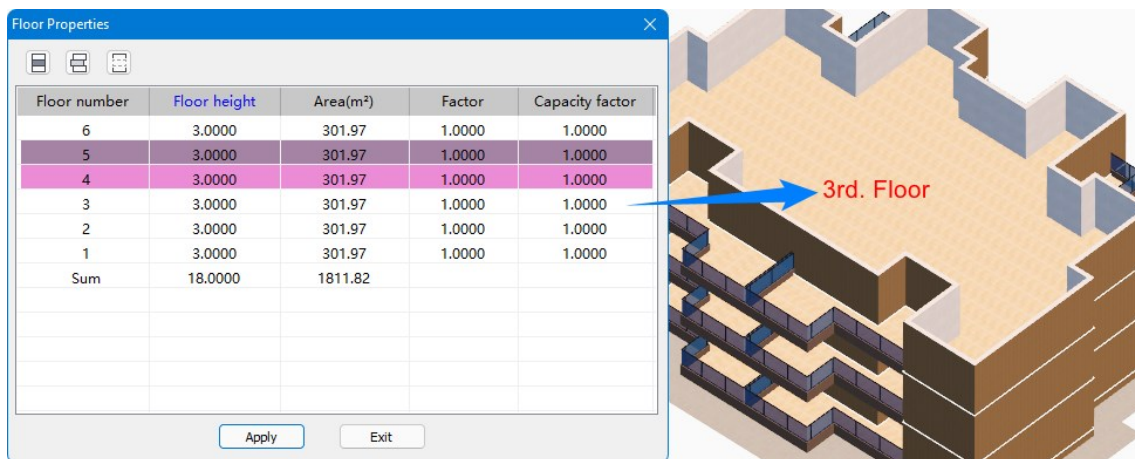 Floor Properties
Floor number Floor height Area(m²) Factor Capacity factor
6 3.0000 301.97 1.0000 1.0000
5 3.0000 301.97 1.0000 1.0000
4 3.0000 301.97 1.0000 1.0000
3 3.0000 301.97 1.0000 1.0000
2 3.0000 301.97 1.0000 1.0000
1 3.0000 301.97 1.0000 1.0000
Sum 18.0000 1811.82
3rd. Floor
Apply Exit